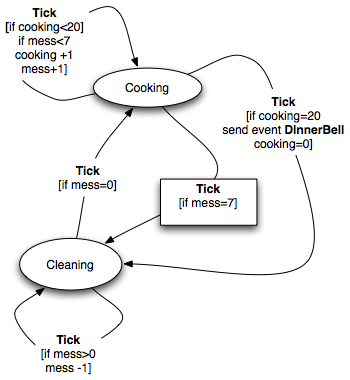 Tick
[if cooking<20]
if mess<7
cooking +1
mess+1]
Cooking
Tick
[if cooking=20
send event DInnerBell
cooking=0]
Tick
[if mess=0]
Tick
[if mess=7]
Cleaning
Tick
[if mess>0
mess -1]